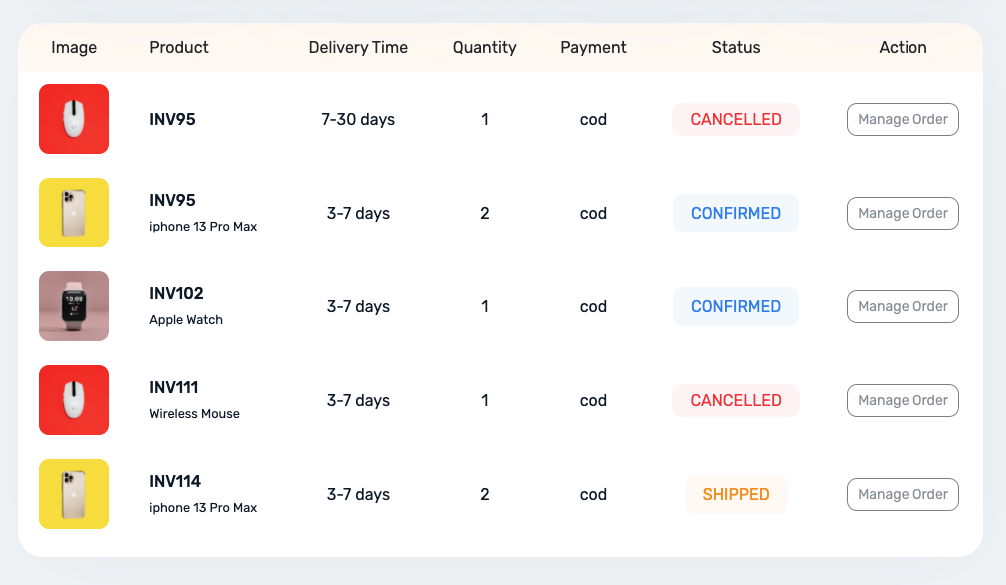 Image Product Delivery Time Quantity Payment Status Action
INV95 7-30 days 1 cod CANCELLED Manage Order
INV95
iphone 13 Pro Max 3-7 days 2 cod CONFIRMED Manage Order
INV102
Apple Watch 3-7 days 1 cod CONFIRMED Manage Order
INV111
Wireless Mouse 3-7 days 1 cod CANCELLED Manage Order
INV114
iphone 13 Pro Max 3-7 days 2 cod SHIPPED Manage Order